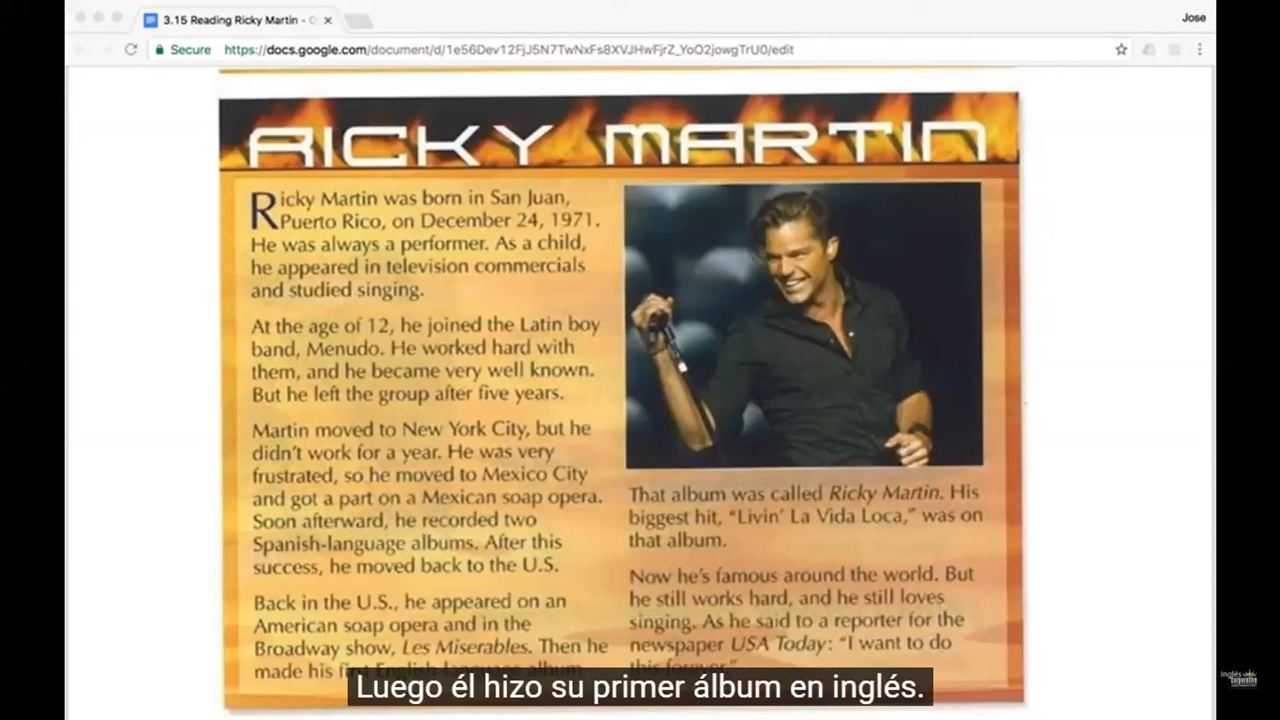 3.15 Reading Ricky Martin -
Jose
Secure
https://docs.google.com/document/d/1e56Dev12FjJ5N7TwNxFs8XVJHwFjrZ_YoO2jowgTrU0/edit
RICKY MARTIN
Ricky Martin was born in San Juan,
Puerto Rico, on December 24, 1971.
He was always a performer. As a child,
he appeared in television commercials
and studied singing.
At the age of 12, he joined the Latin boy
band, Menudo. He worked hard with
them, and he became very well known.
But he left the group after five years.
Martin moved to New York City, but he
didn't work for a year. He was very
frustrated, so he moved to Mexico City
and got a part on a Mexican soap opera.
Soon afterward, he recorded two
Spanish-language albums. After this
success, he moved back to the U.S.
Back in the U.S., he appeared on an
American soap opera and in the
Broadway show, Les Miserables. Then he
made his first English-language album.
That album was called Ricky Martin. His
biggest hit, “Livin' La Vida Loca,” was on
that album.
Now he's famous around the world. But
he still works hard, and he still loves
singing. As he said to a reporter for the
newspaper USA Today: “I want to do
this forever.”
Luego él hizo su primer álbum en inglés.
Inglés